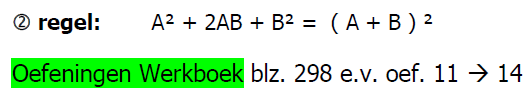 ② regel: A² + 2AB + B² = ( A + B ) ²
Oefeningen Werkboek blz. 298 e.v. oef. 11 → 14